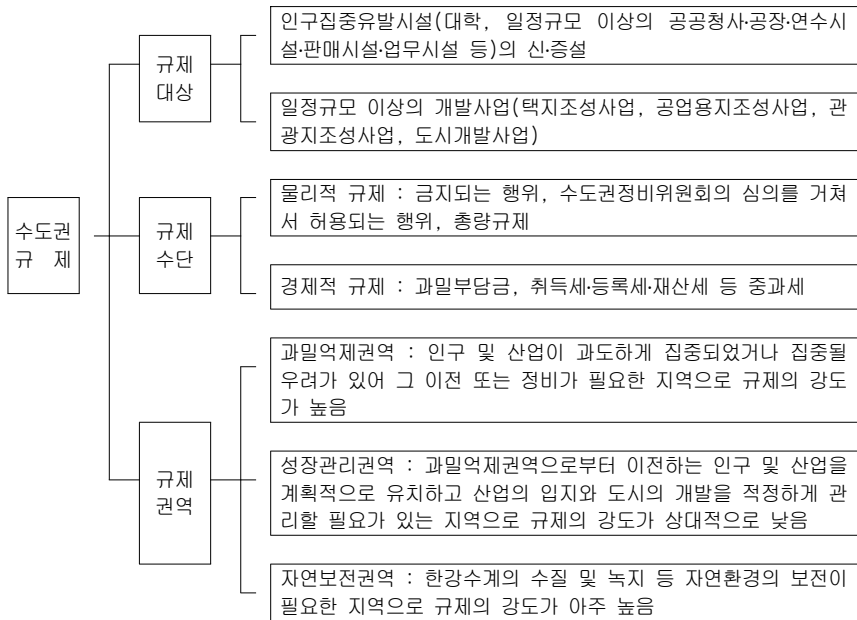 인구집중유발시설(대학, 일정규모 이상의 공공청사·공장·연수시
설·판매시설·업무시설 등)의 신·증설
규제
대상
일정규모 이상의 개발사업(택지조성사업, 공업용지조성사업, 관
광지조성사업, 도시개발사업)
수도권
규 제
물리적 규제 : 금지되는 행위, 수도권정비위원회의 심의를 거쳐
서 허용되는 행위, 총량규제
규제
수단
경제적 규제 : 과밀부담금, 취득세·등록세·재산세 등 중과세
과밀억제권역 : 인구 및 산업이 과도하게 집중되었거나 집중될
우려가 있어 그 이전 또는 정비가 필요한 지역으로 규제의 강도
가 높음
규제
권역
성장관리권역 : 과밀억제권역으로부터 이전하는 인구 및 산업을
계획적으로 유치하고 산업의 입지와 도시의 개발을 적정하게 관
리할 필요가 있는 지역으로 규제의 강도가 상대적으로 낮음
자연보전권역 : 한강수계의 수질 및 녹지 등 자연환경의 보전이
필요한 지역으로 규제의 강도가 아주 높음